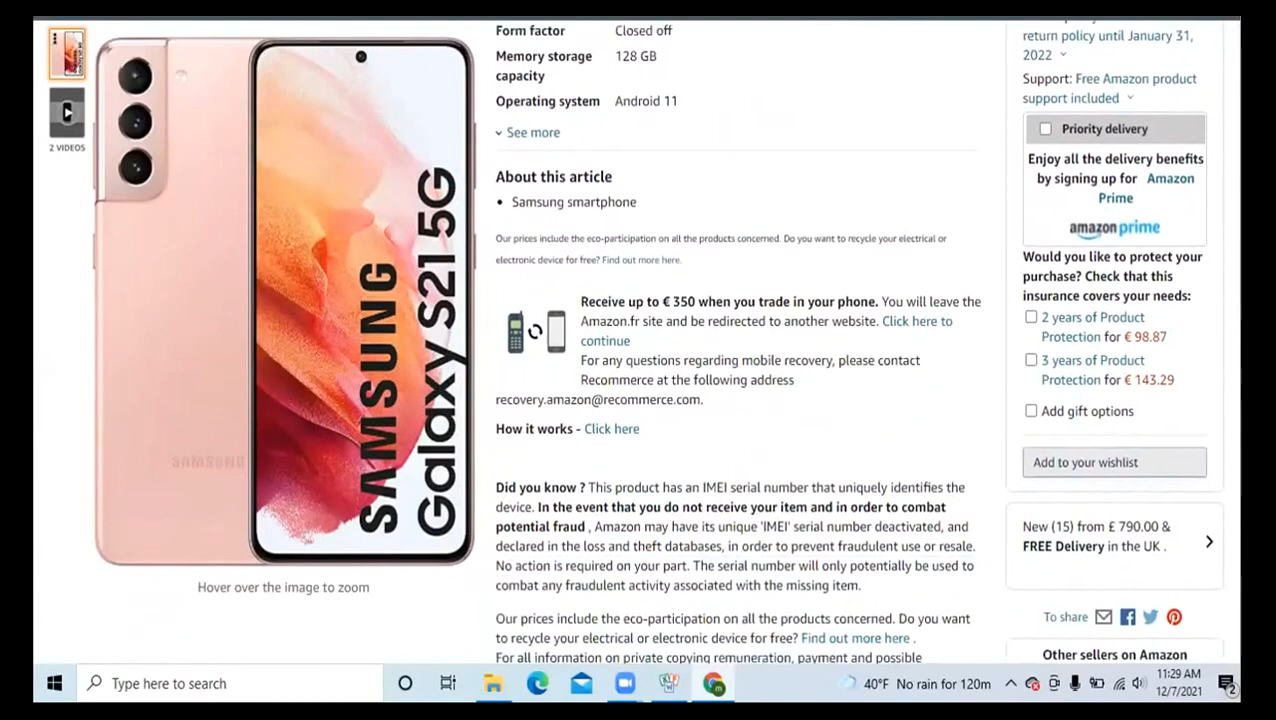 2 VIDEOS
SAMSUNG
SAMSUNG
Galaxy S21 5G
Hover over the image to zoom
Form factor Closed off
Memory storage capacity 128 GB
Operating system Android 11
See more
About this article
• Samsung smartphone
Our prices include the eco-participation on all the products concerned. Do you want to recycle your electrical or
electronic device for free? Find out more here.
Receive up to € 350 when you trade in your phone. You will leave the
Amazon.fr site and be redirected to another website. Click here to
continue
For any questions regarding mobile recovery, please contact
Recommerce at the following address
recovery.amazon@recommerce.com.
How it works - Click here
Did you know ? This product has an IMEI serial number that uniquely identifies the
device. In the event that you do not receive your item and in order to combat
potential fraud , Amazon may have its unique 'IMEI' serial number deactivated, and
declared in the loss and theft databases, in order to prevent fraudulent use or resale.
No action is required on your part. The serial number will only potentially be used to
combat any fraudulent activity associated with the missing item.
Our prices include the eco-participation on all the products concerned. Do you want
to recycle your electrical or electronic device for free? Find out more here .
For all information on private copying remuneration, payment and possible
return policy until January 31,
2022
Support: Free Amazon product
support included
Priority delivery
Enjoy all the delivery benefits
by signing up for Amazon
Prime
amazon prime
Would you like to protect your
purchase? Check that this
insurance covers your needs:
2 years of Product
Protection for € 98.87
3 years of Product
Protection for € 143.29
Add gift options
Add to your wishlist
New (15) from £ 790.00 &
FREE Delivery in the UK .
To share
Other sellers on Amazon
Type here to search
40°F No rain for 120m
11:29 AM
12/7/2021
2